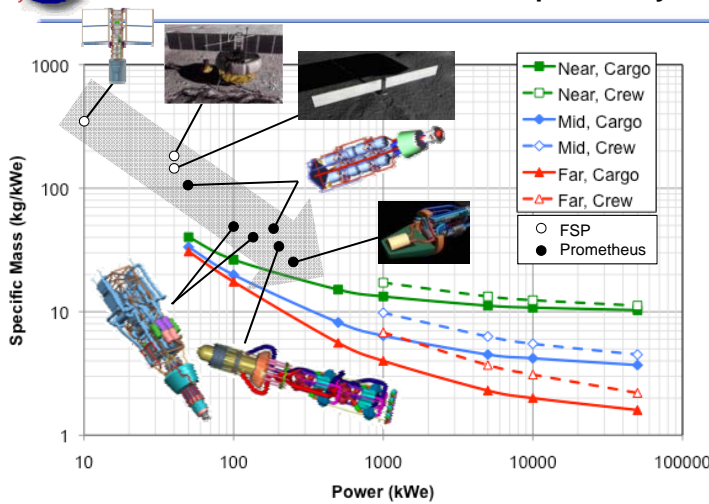 1000
100
10
1
Specific Mass (kg/kWe)
Near, Cargo
Near, Crew
Mid, Cargo
Mid, Crew
Far, Cargo
Far, Crew
FSP
Prometheus
10
100
1000
10000
100000
Power (kWe)